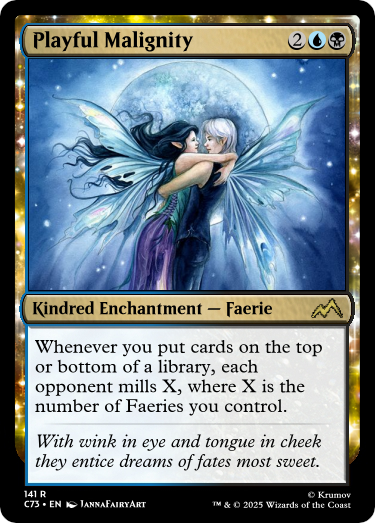 Playful Malignity 2
Kindred Enchantment — Faerie
Whenever you put cards on the top
or bottom of a library, each
opponent mills X, where X is the
number of Faeries you control.
With wink in eye and tongue in cheek
they entice dreams of fates most sweet.
141 R © Krumov
C73 • EN JannaFairyArt ™ & © 2025 Wizards of the Coast